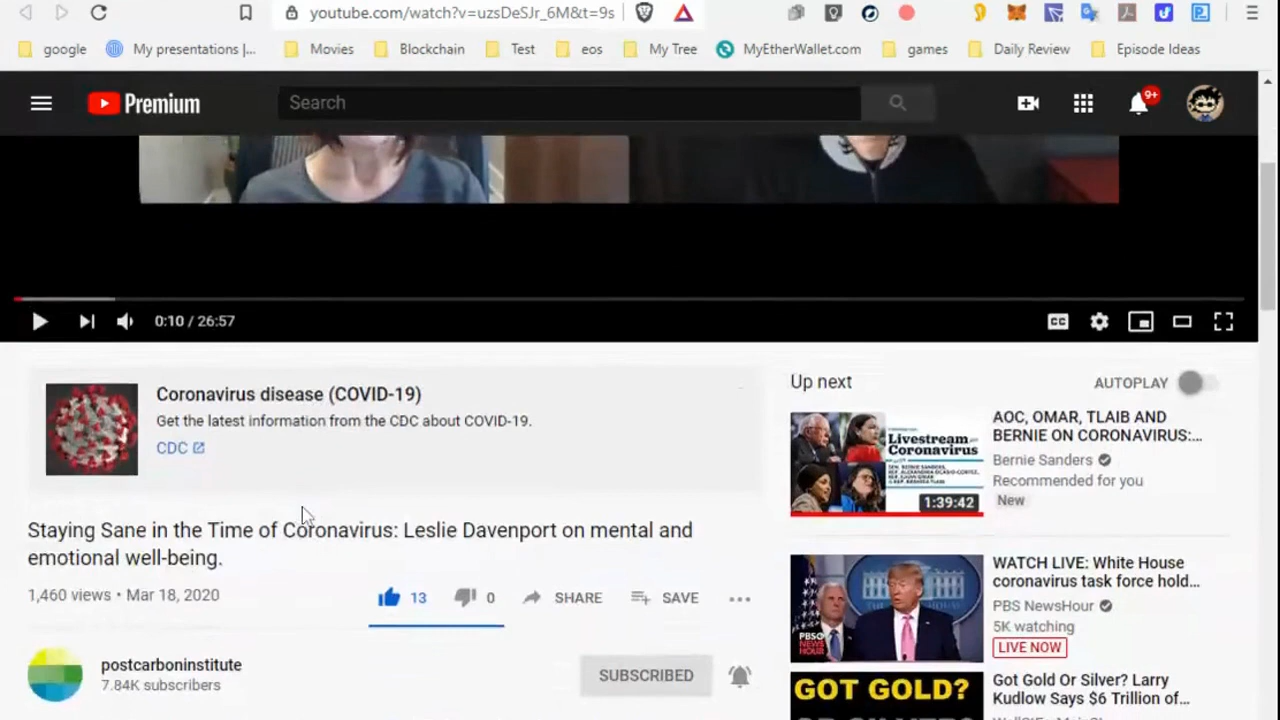 youtube.com/watch?v=uzsDeSJr_6M&t=9s
google
My presentations |...
Movies
Blockchain
Test
eos
My Tree
MyEtherWallet.com
games
Daily Review
Episode Ideas
Premium
Search
9+
0:10 / 26:57
CC
Coronavirus disease (COVID-19)
Get the latest information from the CDC about COVID-19.
CDC
Staying Sane in the Time of Coronavirus: Leslie Davenport on mental and
emotional well-being.
1,460 views • Mar 18, 2020
13
0
SHARE
SAVE
postcarboninstitute
7.84K subscribers
SUBSCRIBED
Up next
AUTOPLAY
Livestream
Coronavirus
1:39:42
AOC, OMAR, TLAIB AND
BERNIE ON CORONAVIRUS:...
Bernie Sanders
Recommended for you
New
WATCH LIVE: White House
coronavirus task force hold...
PBS NewsHour
5K watching
LIVE NOW
GOT GOLD?
Got Gold Or Silver? Larry
Kudlow Says $6 Trillion of...